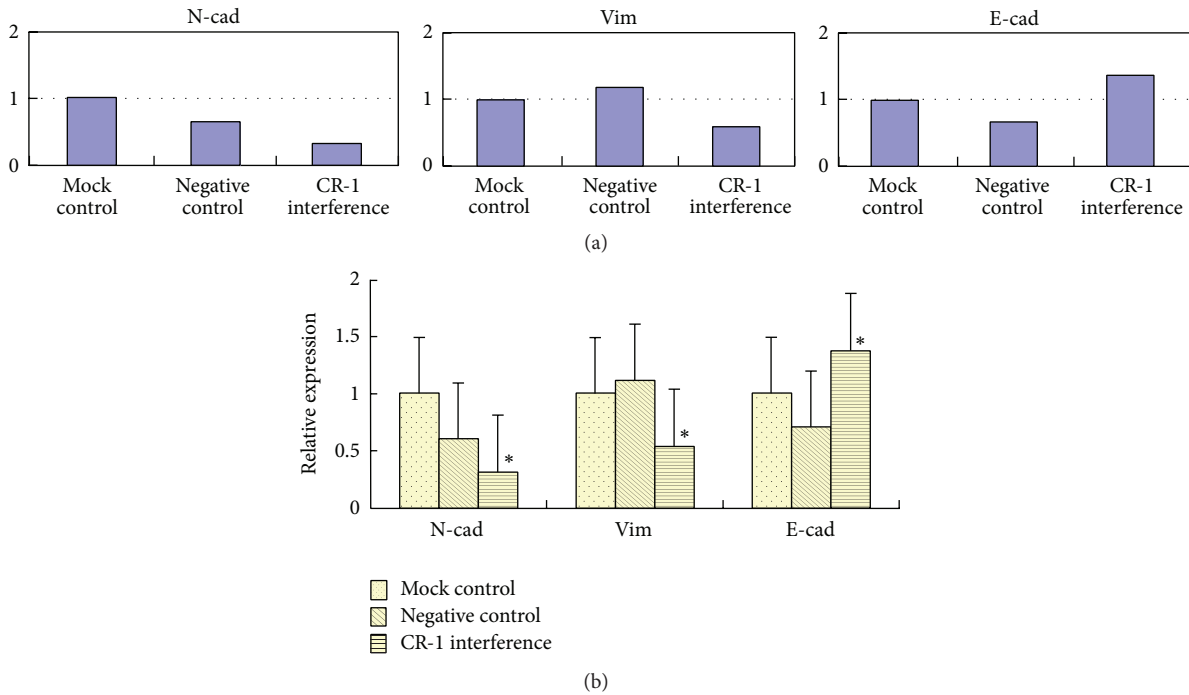 N-cad
Vim
E-cad
2
1
0
2
1
0
2
1
0
Mock control
Negative control
CR-1 interference
Mock control
Negative control
CR-1 interference
Mock control
Negative control
CR-1 interference
(a)
Relative expression
2
1.5
1
0.5
0
*
*
*
N-cad
Vim
E-cad
Mock control
Negative control
CR-1 interference
(b)